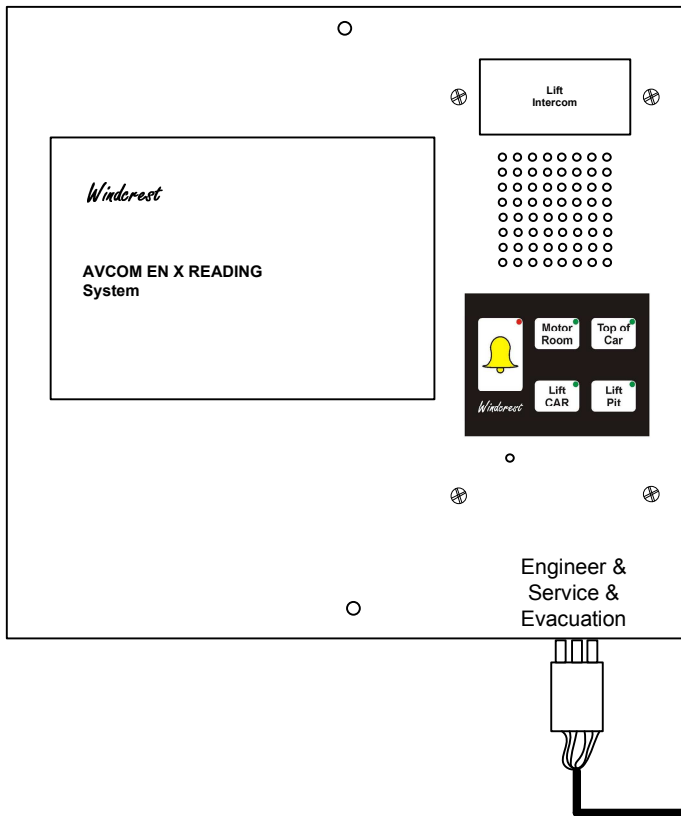 Lift
Intercom
Windcrest
AVCOM EN X READING
System
Motor
Room
Top of
Car
Lift
CAR
Lift
Pit
Windcrest
Engineer &
Service &
Evacuation